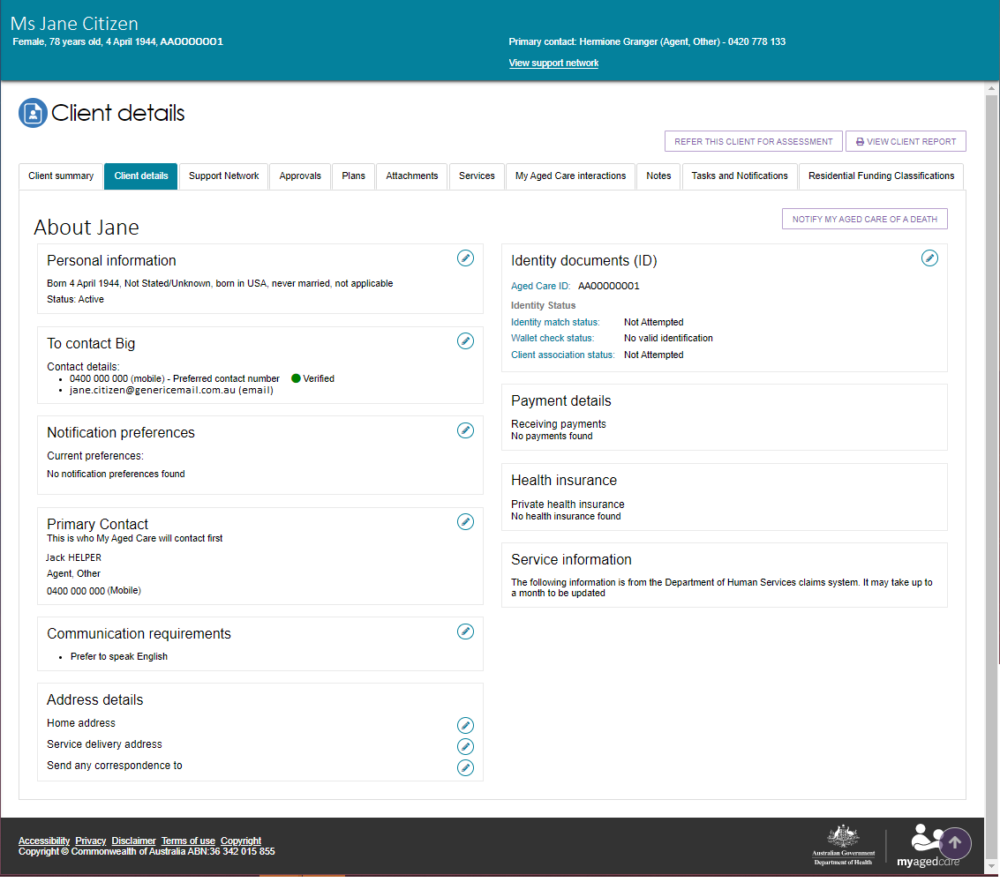 Ms Jane Citizen
Female, 78 years old, 4 April 1944, AA0000001
Primary contact: Hermione Granger (Agent, Other) - 0420 778 133
View support network
Client details
REFER THIS CLIENT FOR ASSESSMENT
VIEW CLIENT REPORT
Client summary
Client details
Support Network
Approvals
Plans
Attachments
Services
My Aged Care interactions
Notes
Tasks and Notifications
Residential Funding Classifications
About Jane
NOTIFY MY AGED CARE OF A DEATH
Personal information
Born 4 April 1944, Not Stated/Unknown, born in USA, never married, not applicable
Status: Active
To contact Big
Contact details:
• 0400 000 000 (mobile) - Preferred contact number Verified
• jane.citizen@genericemail.com.au (email)
Notification preferences
Current preferences:
No notification preferences found
Primary Contact
This is who My Aged Care will contact first
Jack HELPER
Agent, Other
0400 000 000 (Mobile)
Communication requirements
• Prefer to speak English
Address details
Home address
Service delivery address
Send any correspondence to
Identity documents (ID)
Aged Care ID: AA00000001
Identity Status
Identity match status: Not Attempted
Wallet check status: No valid identification
Client association status: Not Attempted
Payment details
Receiving payments
No payments found
Health insurance
Private health insurance
No health insurance found
Service information
The following information is from the Department of Human Services claims system. It may take up to
a month to be updated
Accessibility Privacy Disclaimer Terms of use Copyright
Copyright © Commonwealth of Australia ABN:36 342 015 855
Australian Government
Department of Health
myagedcare